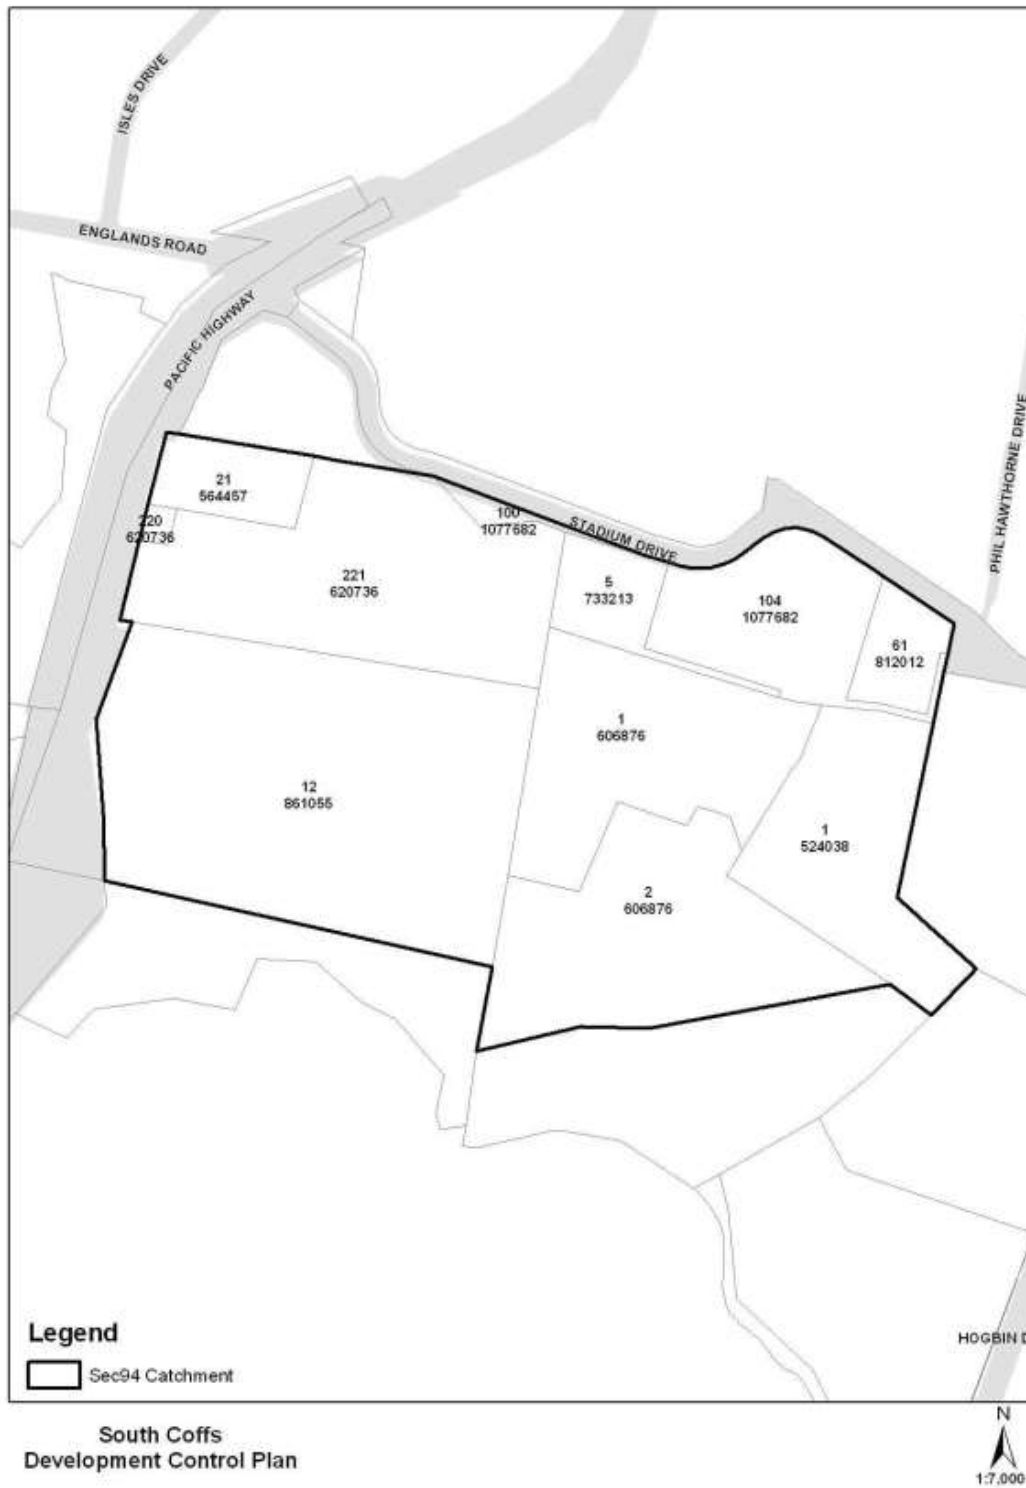 ISLES DRIVE
ENGLANDS ROAD
PACIFIC HIGHWAY
PHIL HAWTHORNE DRIVE
21
564467
100
1077682
STADIUM DRIVE
220
620736
221
620736
5
733213
104
1077682
61
812012
1
606876
12
861055
1
524038
2
606876
Legend
Sec94 Catchment
HOGBIN D
South Coffs
Development Control Plan
N
1:7,000